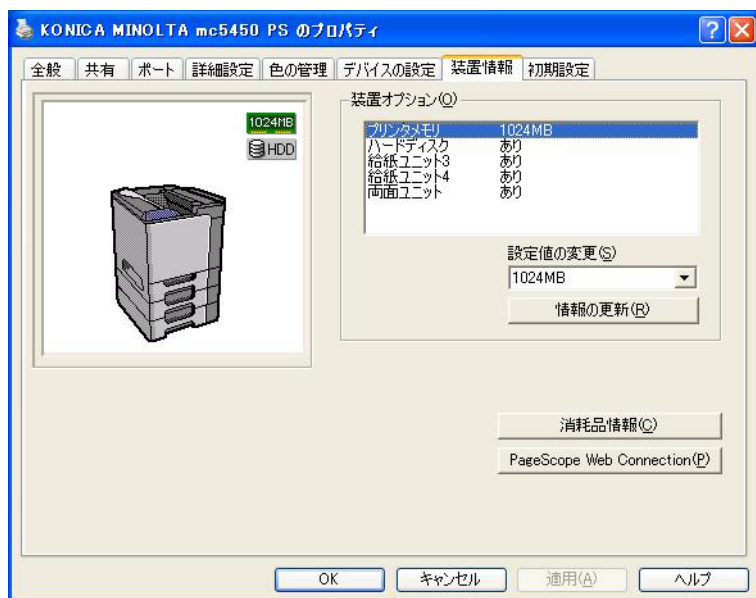 KONICA MINOLTA mc5450 PS のプロパティ
全般 共有 ポート 詳細設定 色の管理 デバイスの設定 装置情報 初期設定
装置オプション(O)
1024MB
HDD
プリンタメモリ 1024MB
ハードディスク あり
給紙ユニット3 あり
給紙ユニット4 あり
両面ユニット あり
設定値の変更(S)
1024MB
情報の更新(R)
消耗品情報(C)
PageScope Web Connection(P)
OK キャンセル 適用(A) ヘルプ